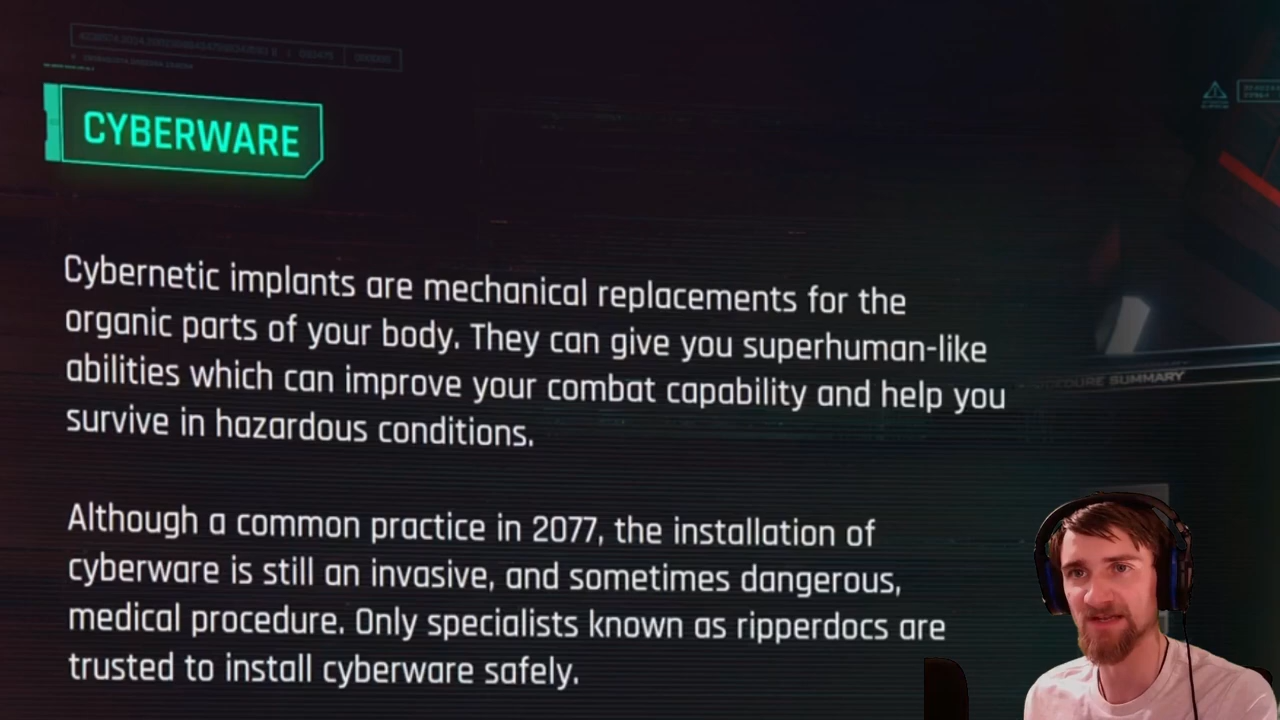 CYBERWARE
Cybernetic implants are mechanical replacements for the
organic parts of your body. They can give you superhuman-like
abilities which can improve your combat capability and help you
survive in hazardous conditions.
PROCEDURE SUMMARY
Although a common practice in 2077, the installation of
cyberware is still an invasive, and sometimes dangerous,
medical procedure. Only specialists known as ripperdocs are
trusted to install cyberware safely.